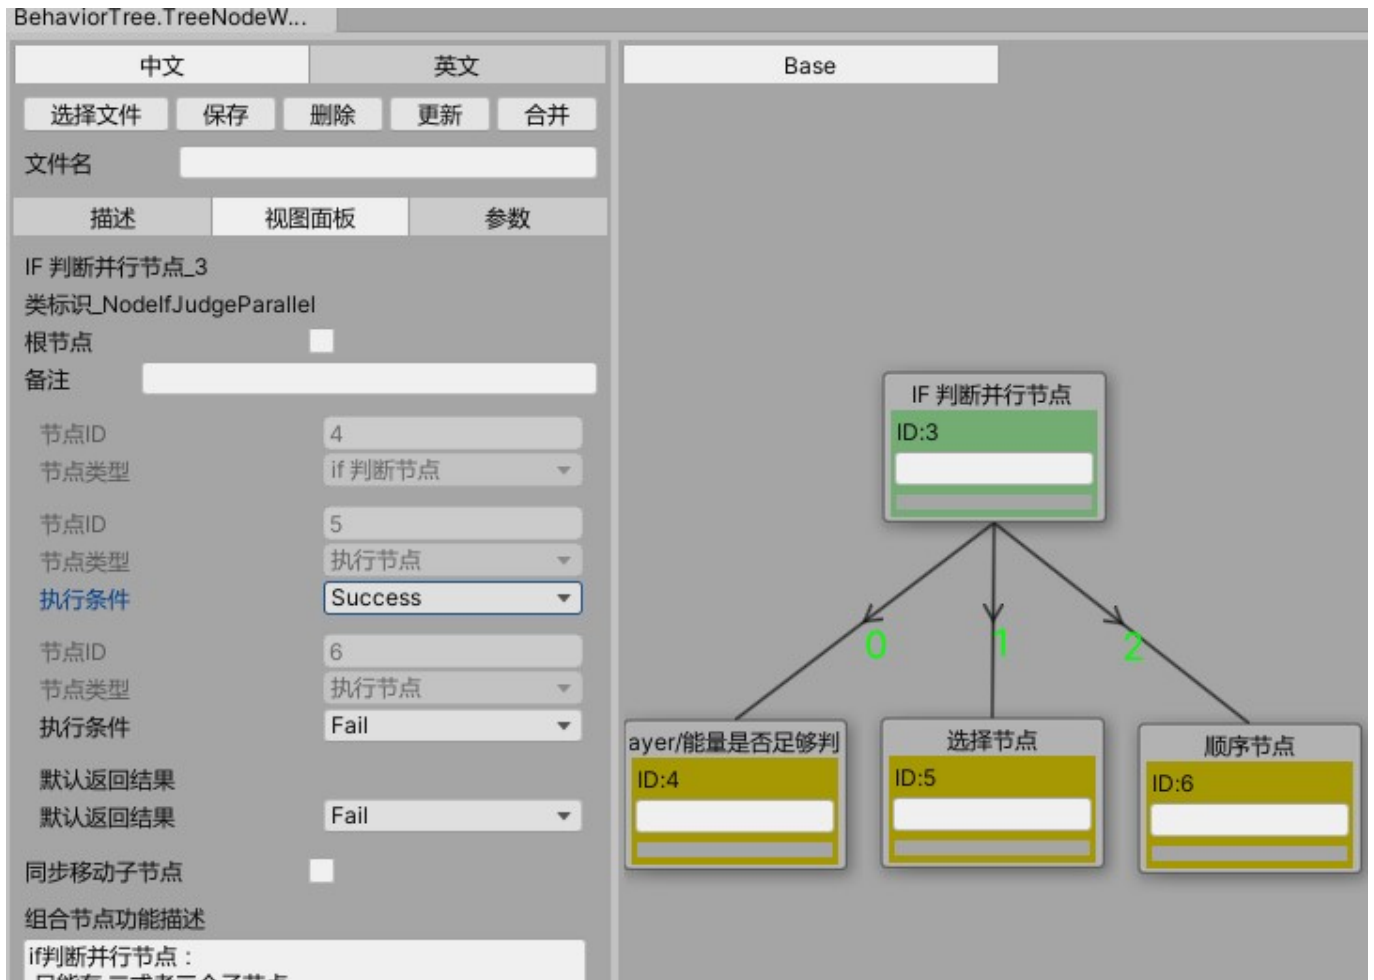 BehaviorTree.TreeNodeW...
中文
英文
选择文件
保存
删除
更新
合并
文件名
描述
视图面板
参数
IF 判断并行节点_3
类标识_NodeIfJudgeParallel
根节点
备注
节点ID
4
节点类型
if 判断节点
节点ID
5
节点类型
执行节点
执行条件
Success
节点ID
6
节点类型
执行节点
执行条件
Fail
默认返回结果
默认返回结果
Fail
同步移动子节点
组合节点功能描述
if判断并行节点：
Base
IF 判断并行节点
ID:3
0
1
2
ayer/能量是否足够判
ID:4
选择节点
ID:5
顺序节点
ID:6